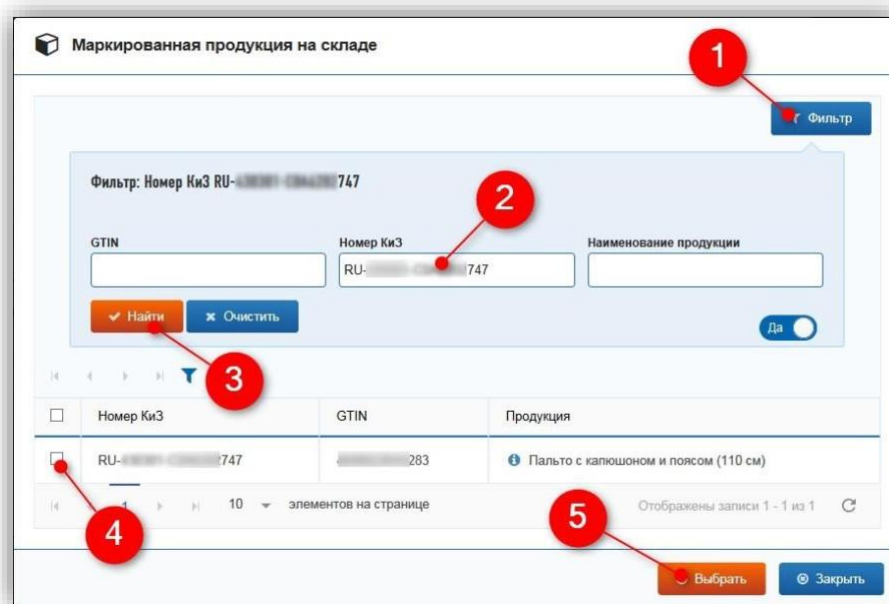 Маркированная продукция на складе
1
Фильтр
Фильтр: Номер КиЗ RU- 747
2
GTIN Номер КиЗ Наименование продукции
RU- 747
Найти Очистить Да
3
Номер КиЗ GTIN Продукция
RU- 747 283 Пальто с капюшоном и поясом (110 см)
1 10 элементов на странице Отображены записи 1 - 1 из 1
4
5
Выбрать Закрыть